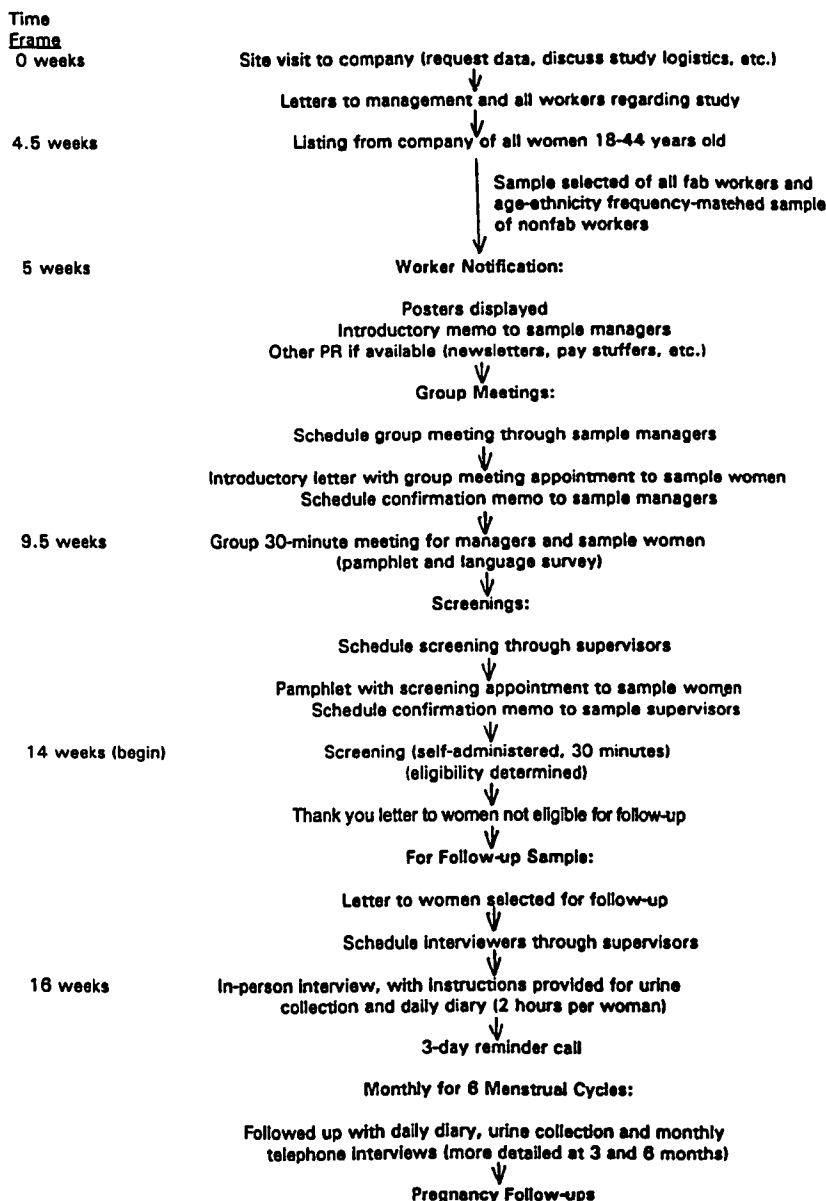 Time
Frame
0 weeks Site visit to company (request data, discuss study logistics, etc.)
Letters to management and all workers regarding study
4.5 weeks Listing from company of all women 18-44 years old
Sample selected of all fab workers and
age-ethnicity frequency-matched sample
of nonfab workers
5 weeks Worker Notification:
Posters displayed
Introductory memo to sample managers
Other PR if available (newsletters, pay stuffers, etc.)
Group Meetings:
Schedule group meeting through sample managers
Introductory letter with group meeting appointment to sample women
Schedule confirmation memo to sample managers
9.5 weeks Group 30-minute meeting for managers and sample women
(pamphlet and language survey)
Screenings:
Schedule screening through supervisors
Pamphlet with screening appointment to sample women
Schedule confirmation memo to sample supervisors
14 weeks (begin) Screening (self-administered, 30 minutes)
(eligibility determined)
Thank you letter to women not eligible for follow-up
For Follow-up Sample:
Letter to women selected for follow-up
Schedule interviewers through supervisors
16 weeks In-person interview, with instructions provided for urine
collection and daily diary (2 hours per woman)
3-day reminder call
Monthly for 6 Menstrual Cycles:
Followed up with daily diary, urine collection and monthly
telephone interviews (more detailed at 3 and 6 months)
Pregnancy Follow-ups